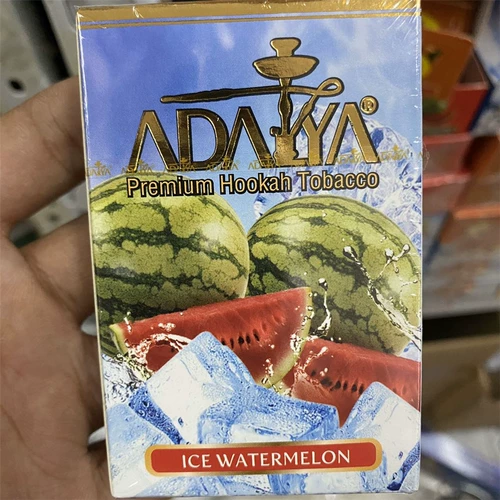 ADALYA®
Premium Hookah Tobacco
ICE WATERMELON